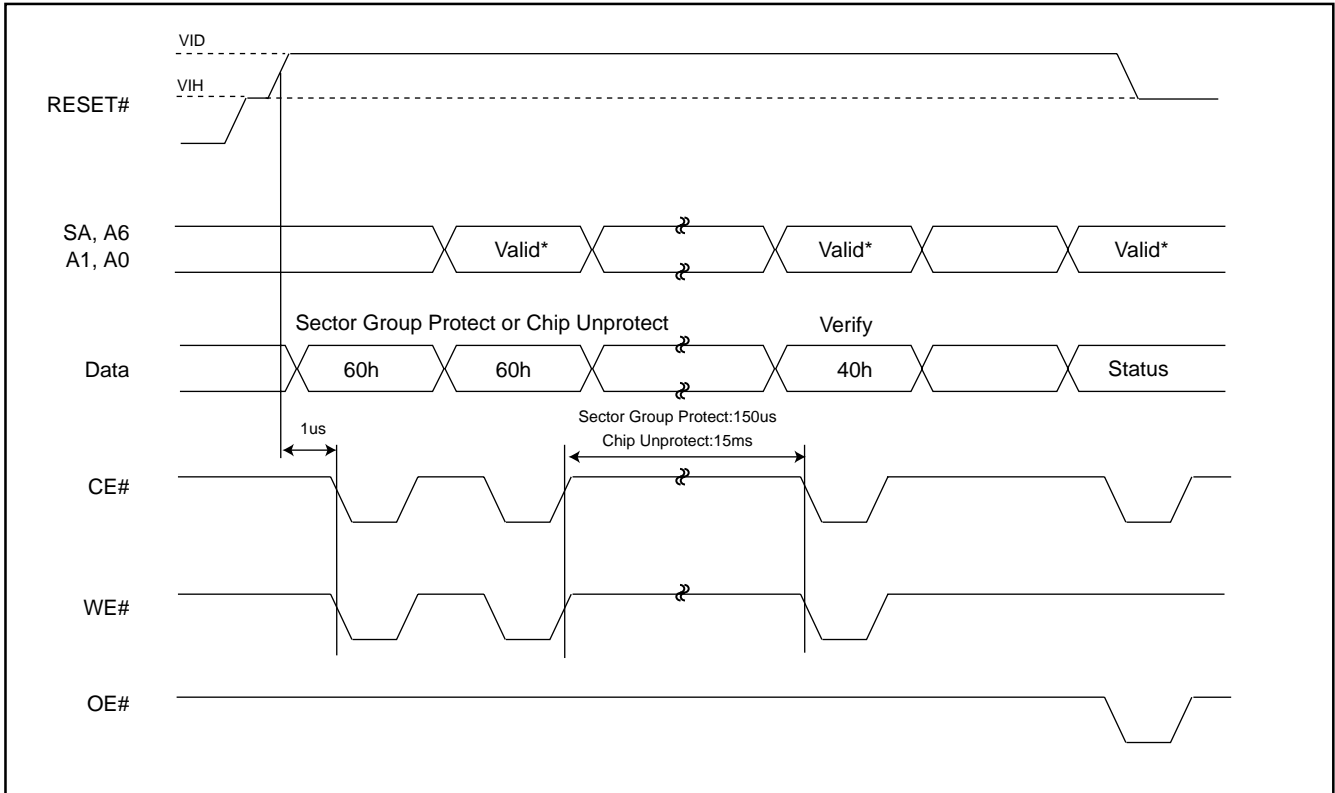 VID
VIH
RESET#
SA, A6
A1, A0
Valid*
Valid*
Valid*
Sector Group Protect or Chip Unprotect
Verify
Data
60h
60h
40h
Status
Sector Group Protect:150us
Chip Unprotect:15ms
1us
CE#
WE#
OE#